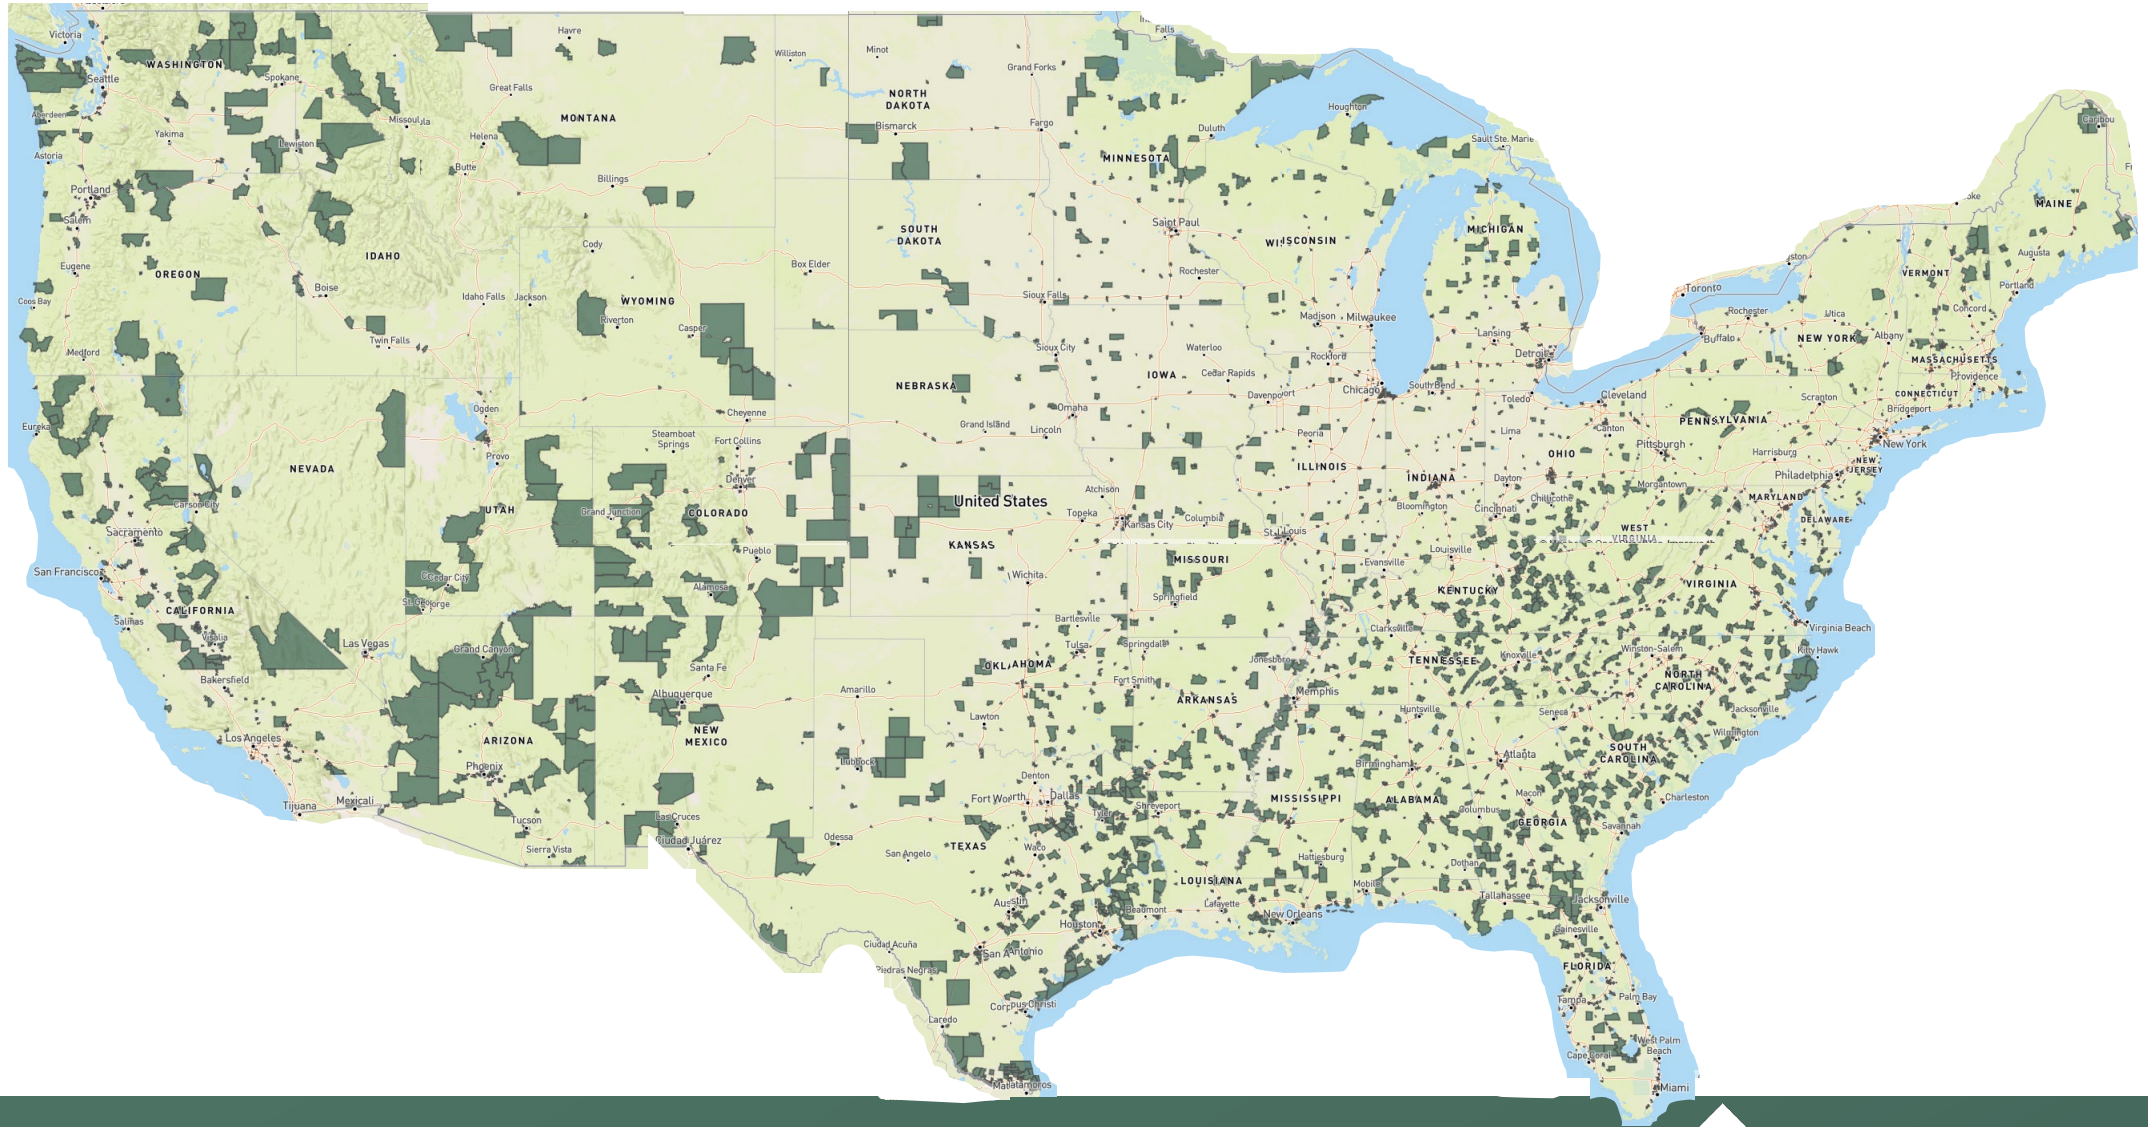 Victoria
Seattle
WASHINGTON
Spokane
Aberdeen
Yakima
Lewiston
Astoria
Portland
Salem
Eugene
OREGON
Coos Bay
Medford
Havre
Great Falls
MONTANA
Missoula
Helena
Butte
Billings
IDAHO
Boise
Idaho Falls
Twin Falls
Cody
Jackson
WYOMING
Riverton
Casper
Cheyenne
Williston
Minot
Grand Forks
NORTH
DAKOTA
Bismarck
Fargo
SOUTH
DAKOTA
Box Elder
Sioux Falls
Falls
Duluth
MINNESOTA
Saint Paul
Rochester
Houghton
Sault Ste. Marie
WISCONSIN
Madison
Milwaukee
MICHIGAN
Lansing
Detroit
Caribou
MAINE
Augusta
Portland
VERMONT
Concord
Toronto
Rochester
Utica
Buffalo
NEW YORK
Albany
MASSACHUSETTS
Providence
CONNECTICUT
Bridgeport
New York
Eureka
NEVADA
Carson City
Sacramento
San Francisco
Salinas
CALIFORNIA
Visalia
Bakersfield
Los Angeles
Tijuana
Mexicali
Las Vegas
Ogden
Provo
UTAH
Cedar City
St. George
Grand Canyon
ARIZONA
Phoenix
Tucson
Sierra Vista
Steamboat
Springs
Fort Collins
Denver
Grand Junction
COLORADO
Pueblo
Alamosa
Santa Fe
Albuquerque
NEW
MEXICO
Las Cruces
Ciudad Juárez
NEBRASKA
Grand Island
Lincoln
Omaha
Sioux City
IOWA
Waterloo
Cedar Rapids
Davenport
Rockford
Chicago
South Bend
Toledo
Cleveland
Canton
Scranton
PENNSYLVANIA
Pittsburgh
Harrisburg
Philadelphia
NEW
JERSEY
Peoria
ILLINOIS
INDIANA
Bloomington
Lima
OHIO
Dayton
Chillicothe
Cincinnati
Morgantown
MARYLAND
DELAWARE
WEST
VIRGINIA
United States
KANSAS
Topeka
Wichita
Atchison
Kansas City
Columbia
St. Louis
MISSOURI
Springfield
Evansville
Louisville
KENTUCKY
VIRGINIA
Virginia Beach
Kitty Hawk
Bartlesville
Tulsa
OKLAHOMA
Lawton
Amarillo
Lubbock
Springdale
Fort Smith
ARKANSAS
Jonesboro
Memphis
Clarksville
TENNESSEE
Knoxville
Winston-Salem
NORTH
CAROLINA
Jacksonville
Wilmington
Huntsville
Seneca
SOUTH
CAROLINA
Charleston
Denton
Fort Worth
Dallas
Tyler
Shreveport
Odessa
San Angelo
TEXAS
Waco
Austin
San Antonio
Houston
Beaumont
Ciudad Acuña
Piedras Negras
Laredo
Corpus Christi
Matamoros
LOUISIANA
Lafayette
New Orleans
MISSISSIPPI
Hattiesburg
Mobile
Birmingham
ALABAMA
Atlanta
Macon
Columbus
GEORGIA
Savannah
Dothan
Tallahassee
Jacksonville
Gainesville
FLORIDA
Tampa
Palm Bay
Cape Coral
West Palm
Beach
Miami